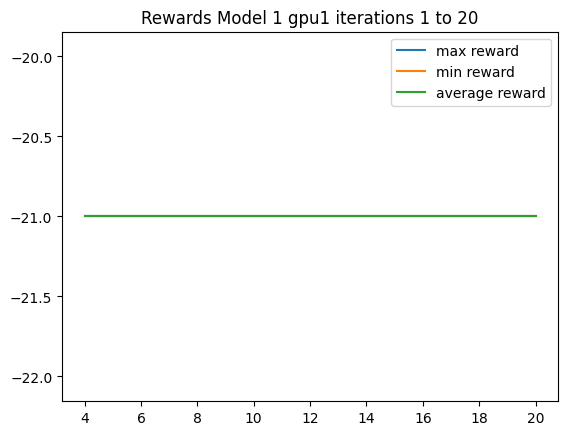 Rewards Model 1 gpu1 iterations 1 to 20
max reward
min reward
average reward
−20.0
−20.5
−21.0
−21.5
−22.0
4 6 8 10 12 14 16 18 20